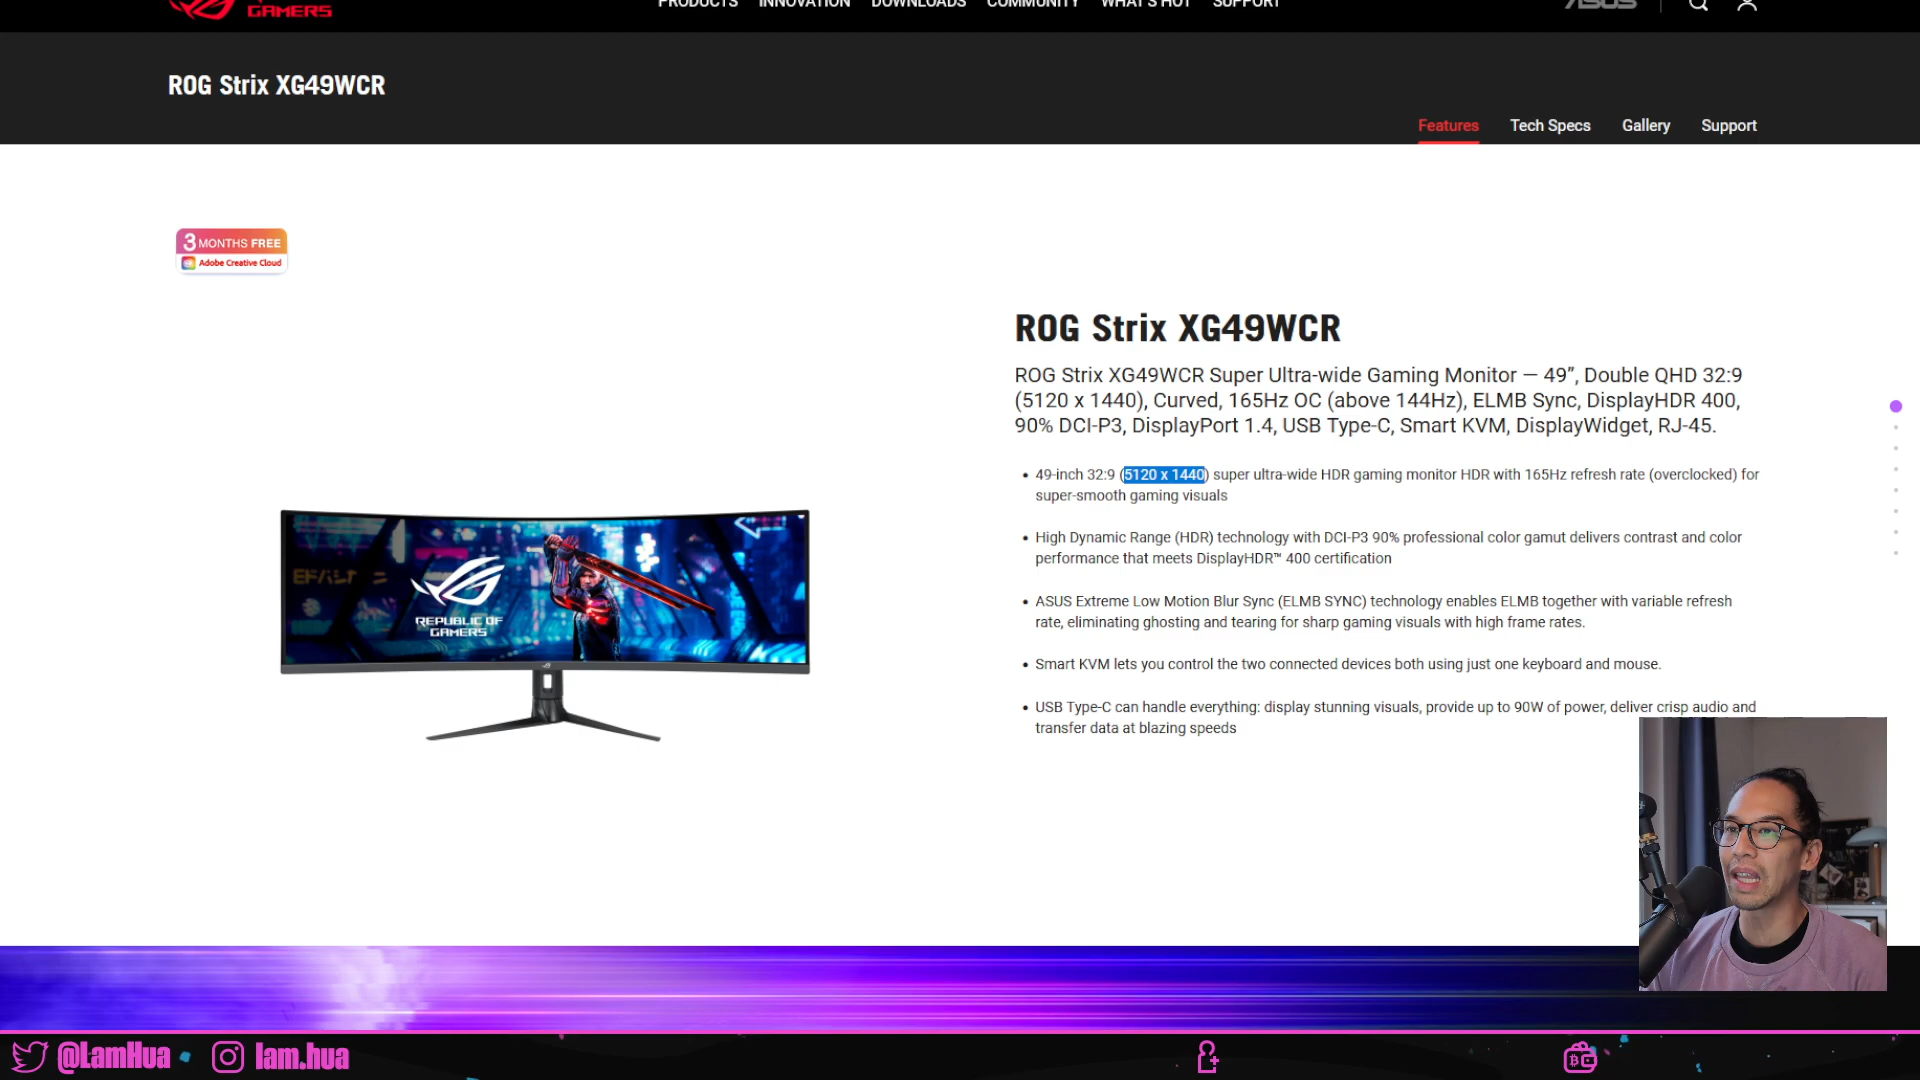 GAMERS
PRODUCTS INNOVATION DOWNLOADS COMMUNITY WHAT'S HOT SUPPORT
ASUS
ROG Strix XG49WCR
Features Tech Specs Gallery Support
3 MONTHS FREE
Adobe Creative Cloud
ROG Strix XG49WCR
ROG Strix XG49WCR Super Ultra-wide Gaming Monitor — 49”, Double QHD 32:9
(5120 x 1440), Curved, 165Hz OC (above 144Hz), ELMB Sync, DisplayHDR 400,
90% DCI-P3, DisplayPort 1.4, USB Type-C, Smart KVM, DisplayWidget, RJ-45.
• 49-inch 32:9 (5120 x 1440) super ultra-wide HDR gaming monitor HDR with 165Hz refresh rate (overclocked) for
super-smooth gaming visuals
• High Dynamic Range (HDR) technology with DCI-P3 90% professional color gamut delivers contrast and color
performance that meets DisplayHDR™ 400 certification
• ASUS Extreme Low Motion Blur Sync (ELMB SYNC) technology enables ELMB together with variable refresh
rate, eliminating ghosting and tearing for sharp gaming visuals with high frame rates.
• Smart KVM lets you control the two connected devices both using just one keyboard and mouse.
• USB Type-C can handle everything: display stunning visuals, provide up to 90W of power, deliver crisp audio and
transfer data at blazing speeds
REPUBLIC OF
GAMERS
@LamHua lam.hua